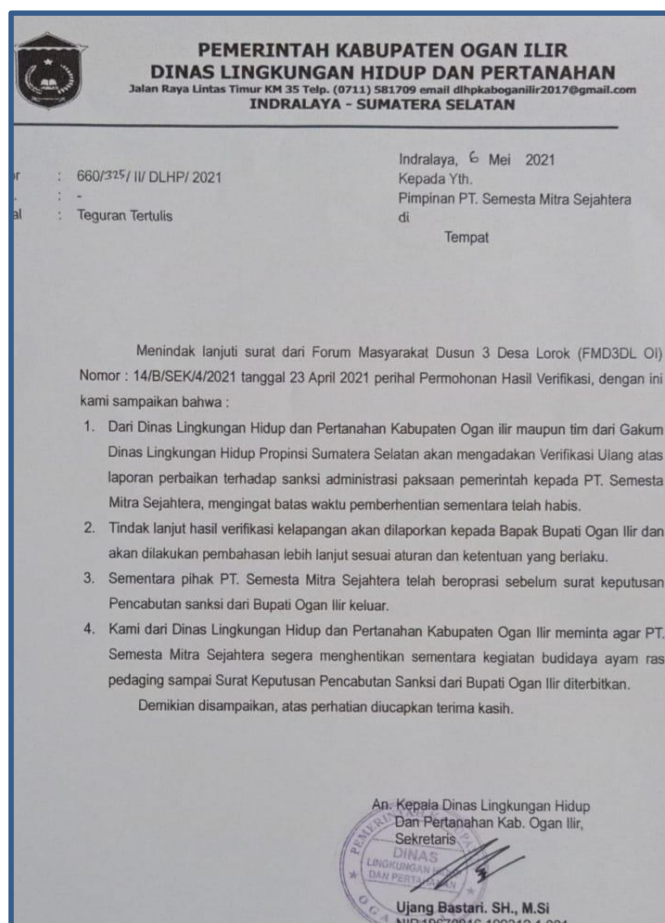 PEMERINTAH KABUPATEN OGAN ILIR
DINAS LINGKUNGAN HIDUP DAN PERTANAHAN
Jalan Raya Lintas Timur KM 35 Telp. (0711) 581709 email dlhpkaboganilir2017@gmail.com
INDRALAYA - SUMATERA SELATAN
Indralaya, 6 Mei 2021
r : 660/325/ II/ DLHP/ 2021
Kepada Yth.
. : -
Pimpinan PT. Semesta Mitra Sejahtera
al : Teguran Tertulis
di
Tempat
Menindak lanjuti surat dari Forum Masyarakat Dusun 3 Desa Lorok (FMD3DL OI)
Nomor : 14/B/SEK/4/2021 tanggal 23 April 2021 perihal Permohonan Hasil Verifikasi, dengan ini
kami sampaikan bahwa :
1. Dari Dinas Lingkungan Hidup dan Pertanahan Kabupaten Ogan ilir maupun tim dari Gakum
Dinas Lingkungan Hidup Propinsi Sumatera Selatan akan mengadakan Verifikasi Ulang atas
laporan perbaikan terhadap sanksi administrasi paksaan pemerintah kepada PT. Semesta
Mitra Sejahtera, mengingat batas waktu pemberhentian sementara telah habis.
2. Tindak lanjut hasil verifikasi kelapangan akan dilaporkan kepada Bapak Bupati Ogan Ilir dan
akan dilakukan pembahasan lebih lanjut sesuai aturan dan ketentuan yang berlaku.
3. Sementara pihak PT. Semesta Mitra Sejahtera telah beroprasi sebelum surat keputusan
Pencabutan sanksi dari Bupati Ogan Ilir keluar.
4. Kami dari Dinas Lingkungan Hidup dan Pertanahan Kabupaten Ogan Ilir meminta agar PT.
Semesta Mitra Sejahtera segera menghentikan sementara kegiatan budidaya ayam ras
pedaging sampai Surat Keputusan Pencabutan Sanksi dari Bupati Ogan Ilir diterbitkan.
Demikian disampaikan, atas perhatian diucapkan terima kasih.
An. Kepala Dinas Lingkungan Hidup
Dan Pertanahan Kab. Ogan Ilir,
Sekretaris
DINAS
LINGKUNGAN
DAN PERTANAHAN
Ujang Bastari. SH., M.Si